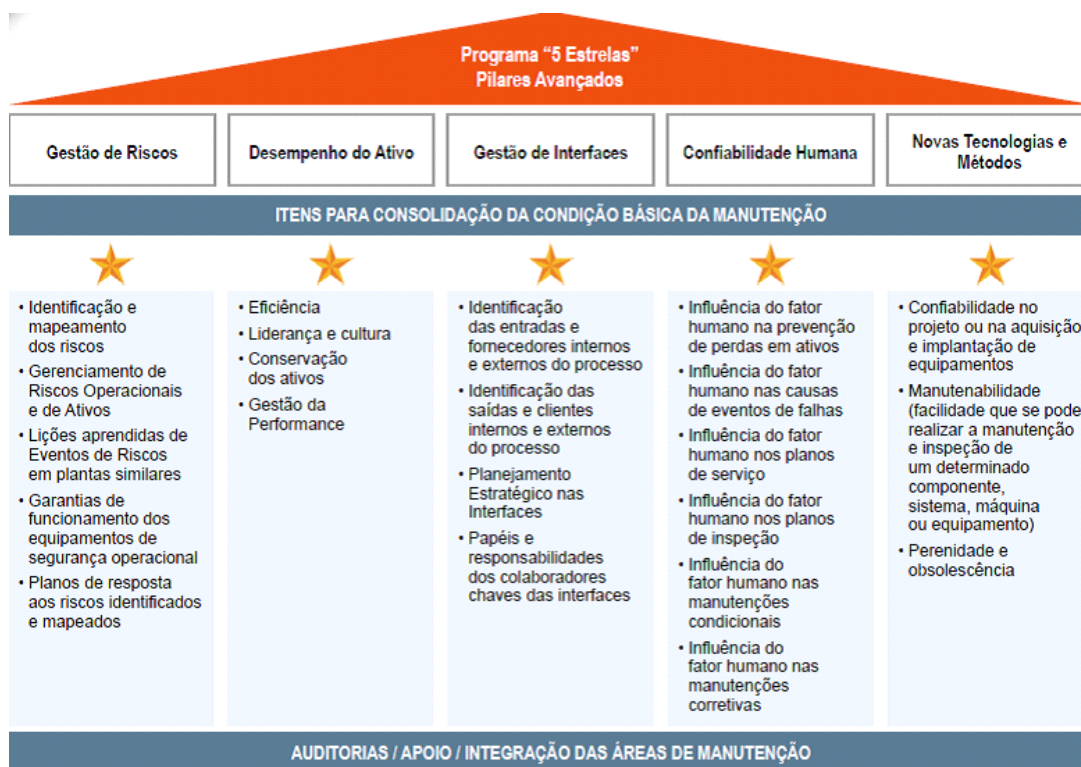 Programa “5 Estrelas”
Pilares Avançados
Gestão de Riscos
Desempenho do Ativo
Gestão de Interfaces
Confiabilidade Humana
Novas Tecnologias e
Métodos
ITENS PARA CONSOLIDAÇÃO DA CONDIÇÃO BÁSICA DA MANUTENÇÃO
• Identificação e
mapeamento
dos riscos
• Gerenciamento de
Riscos Operacionais
e de Ativos
• Lições aprendidas de
Eventos de Riscos
em plantas similares
• Garantias de
funcionamento dos
equipamentos de
segurança operacional
• Planos de resposta
aos riscos identificados
e mapeados
• Eficiência
• Liderança e cultura
• Conservação
dos ativos
• Gestão da
Performance
• Identificação
das entradas e
fornecedores internos
e externos do processo
• Identificação das
saídas e clientes
internos e externos
do processo
• Planejamento
Estratégico nas
Interfaces
• Papéis e
responsabilidades
dos colaboradores
chaves das interfaces
• Influência do fator
humano na prevenção
de perdas em ativos
• Influência do fator
humano nas causas
de eventos de falhas
• Influência do fator
humano nos planos
de serviço
• Influência do fator
humano nos planos
de inspeção
• Influência do
fator humano nas
manutenções
condicionais
• Influência do
fator humano nas
manutenções
corretivas
• Confiabilidade no
projeto ou na aquisição
e implantação de
equipamentos
• Manutenabilidade
(facilidade que se pode
realizar a manutenção
e inspeção de
um determinado
componente,
sistema, máquina
ou equipamento)
• Perenidade e
obsolescência
AUDITORIAS / APOIO / INTEGRAÇÃO DAS ÁREAS DE MANUTENÇÃO